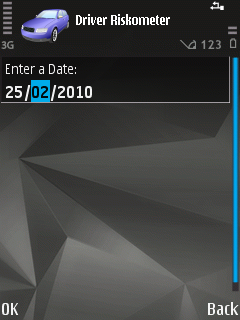 Driver Riskometer
3G
123
Enter a Date:
25/02/2010
OK
Back